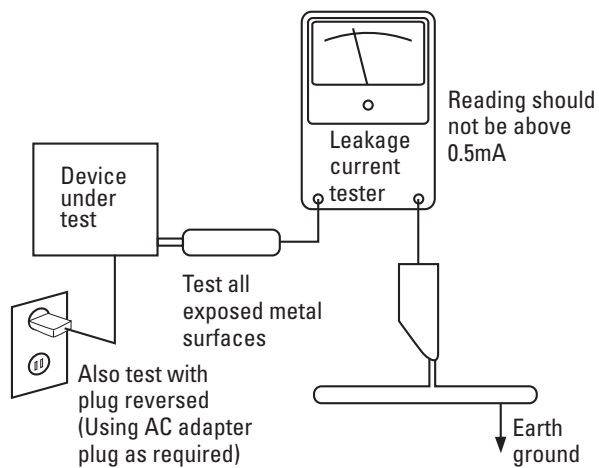 Leakage
current
tester
Reading should
not be above
0.5mA
Device
under
test
Test all
exposed metal
surfaces
Also test with
plug reversed
(Using AC adapter
plug as required)
Earth
ground